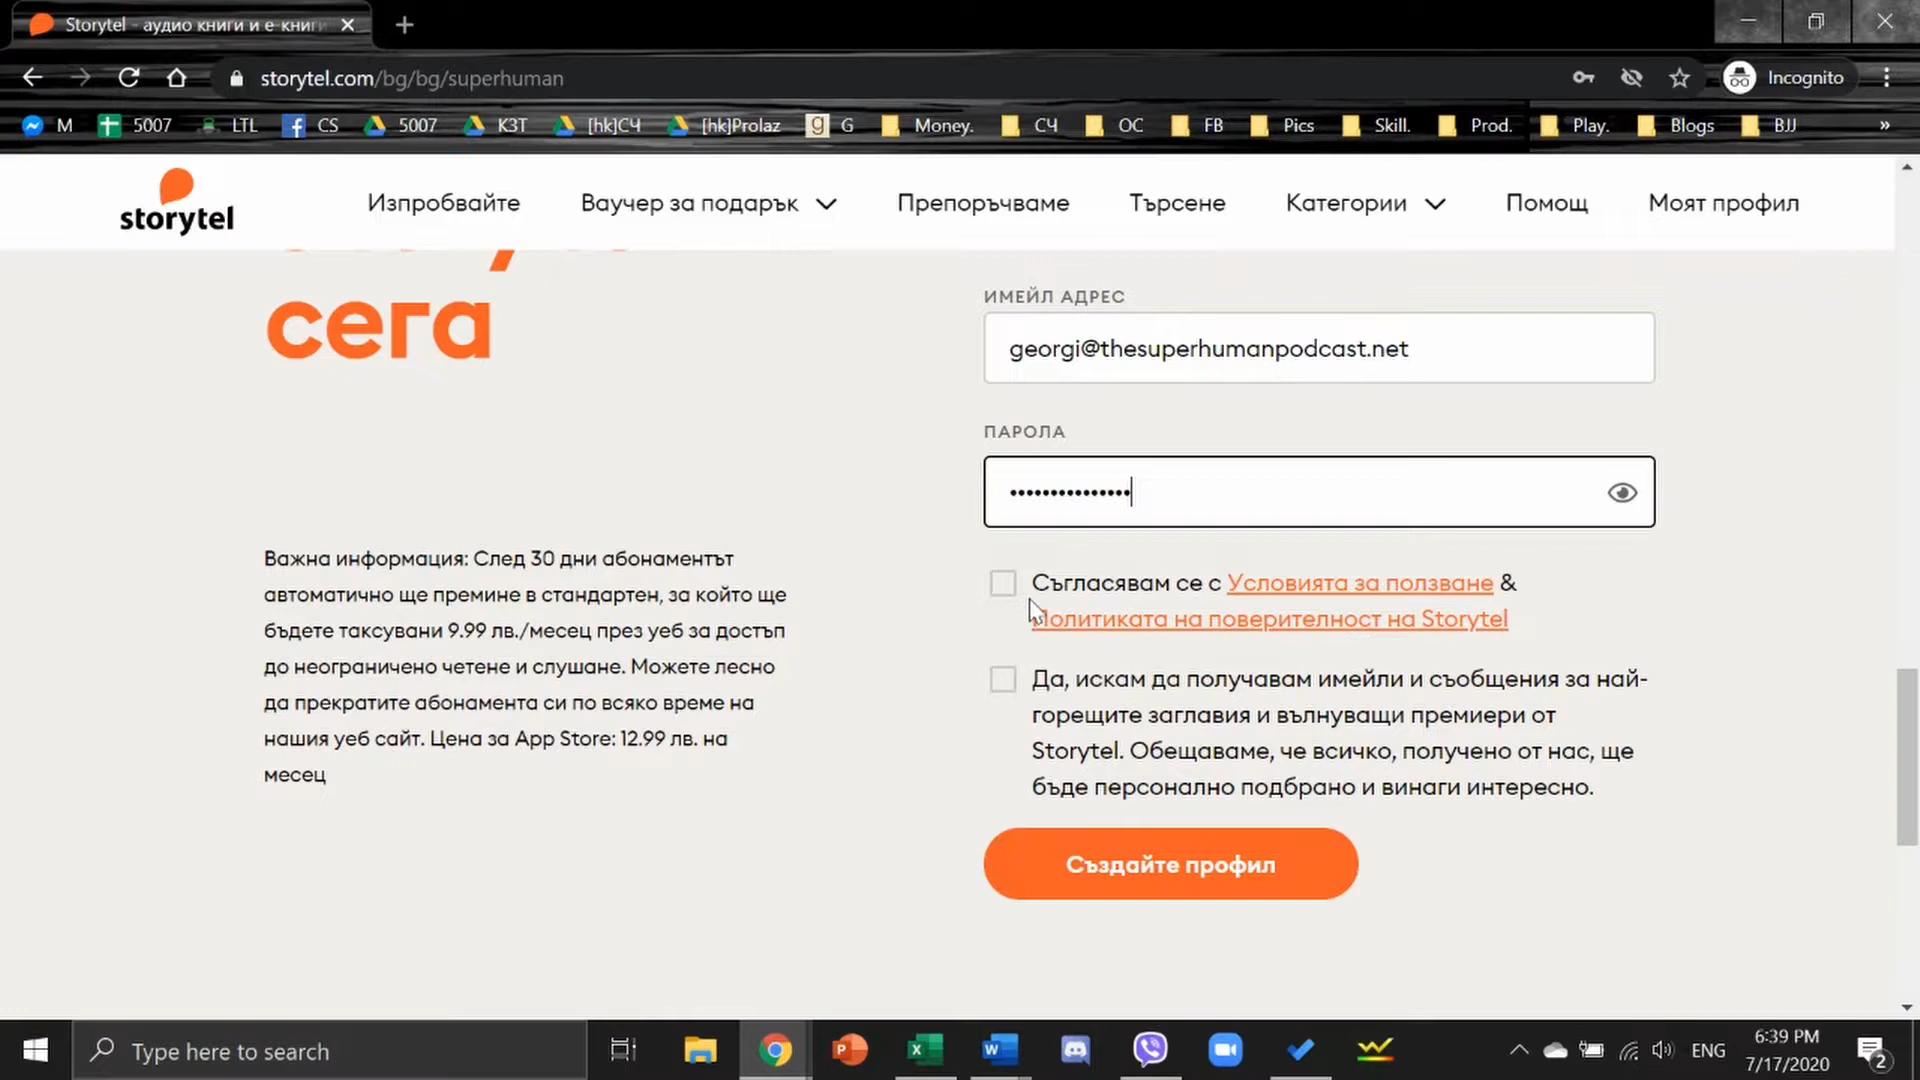 Storytel - аудио книги и е-книги
storytel.com/bg/bg/superhuman
Incognito
M 5007 LTL CS 5007 КЗТ [hk]СЧ [hk]Prolaz G Money. СЧ ОС FB Pics Skill. Prod. Play. Blogs BJJ »
storytel
Изпробвайте Ваучер за подарък Препоръчваме Търсене Категории Помощ Моят профил
сега
ИМЕЙЛ АДРЕС
georgi@thesuperhumanpodcast.net
ПАРОЛА
Важна информация: След 30 дни абонаментът
автоматично ще премине в стандартен, за който ще
бъдете таксувани 9.99 лв./месец през уеб за достъп
до неограничено четене и слушане. Можете лесно
да прекратите абонамента си по всяко време на
нашия уеб сайт. Цена за App Store: 12.99 лв. на
месец
Съгласявам се с Условията за ползване &
Политиката на поверителност на Storytel
Да, искам да получавам имейли и съобщения за най-
горещите заглавия и вълнуващи премиери от
Storytel. Обещаваме, че всичко, получено от нас, ще
бъде персонално подбрано и винаги интересно.
Създайте профил
Type here to search
ENG
6:39 PM
7/17/2020
2